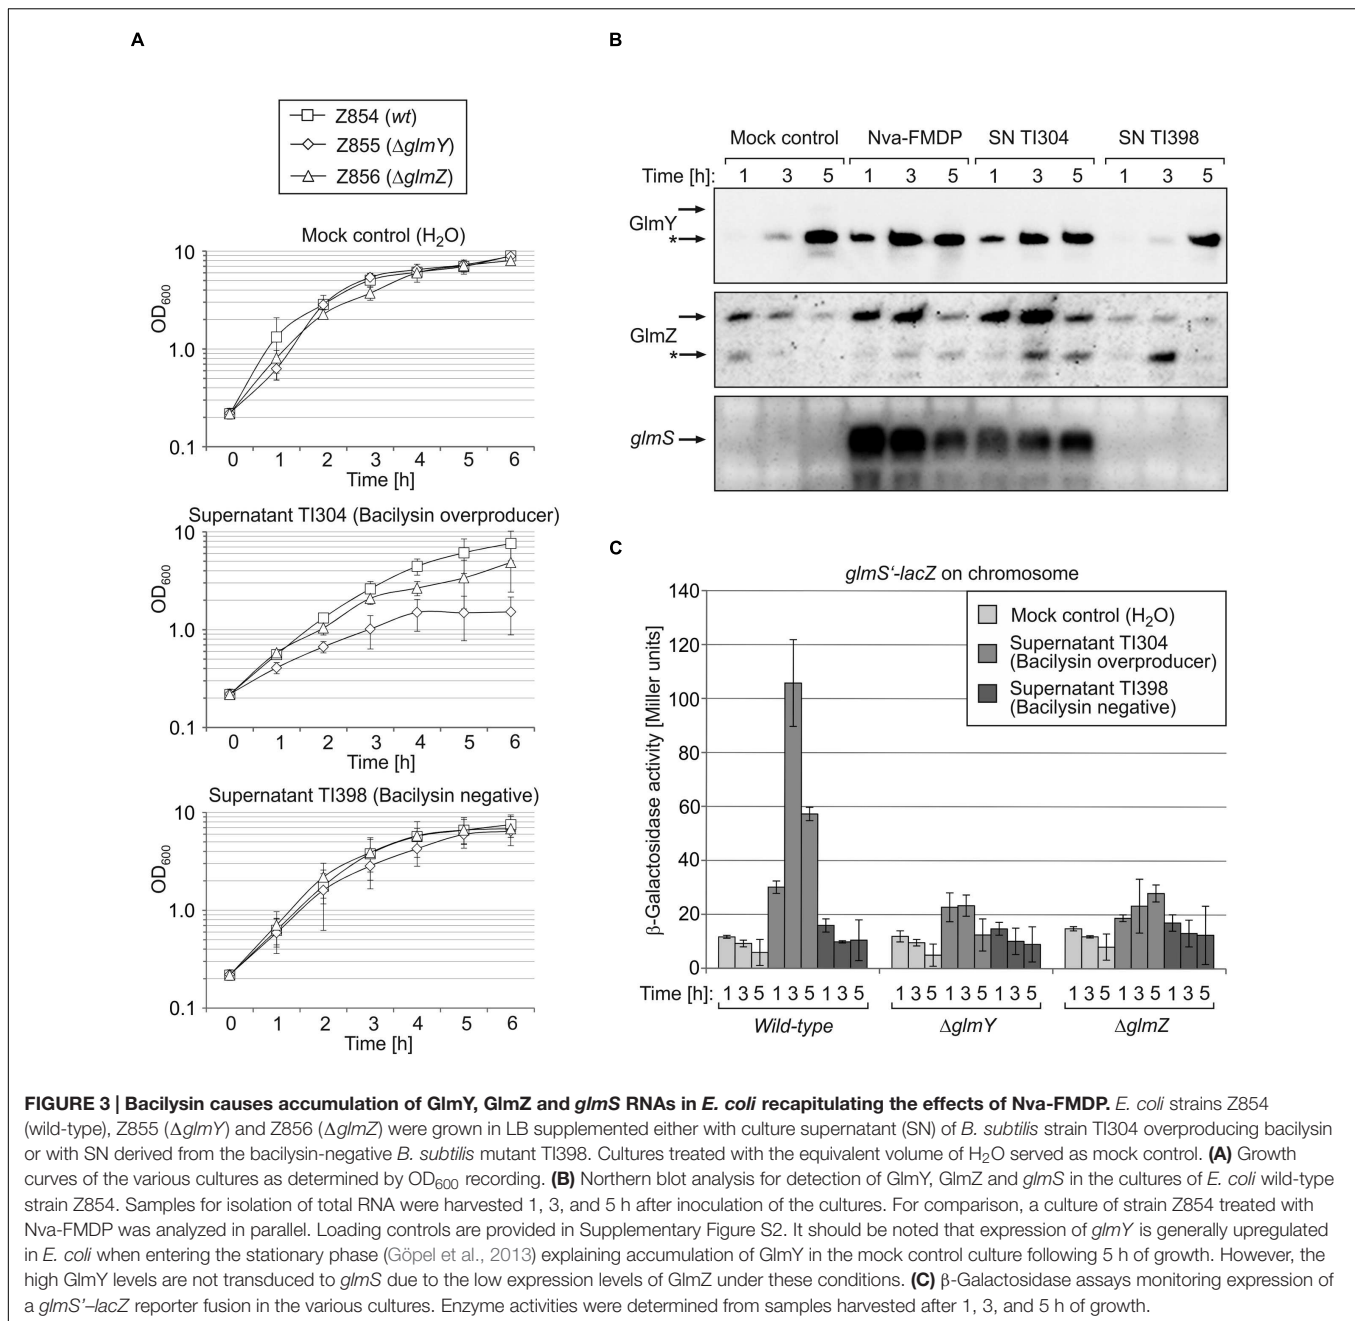 A
Z854 (wt)
Z855 (ΔglmY)
Z856 (ΔglmZ)
Mock control (H₂O)
10
1.0
0.1
OD₆₀₀
0 1 2 3 4 5 6
Time [h]
Supernatant TI304 (Bacilysin overproducer)
10
1.0
0.1
OD₆₀₀
0 1 2 3 4 5 6
Time [h]
Supernatant TI398 (Bacilysin negative)
10
1.0
0.1
OD₆₀₀
0 1 2 3 4 5 6
Time [h]
B
Mock control Nva-FMDP SN TI304 SN TI398
Time [h]: 1 3 5 1 3 5 1 3 5 1 3 5
GlmY
*
GlmZ
*
glmS
C
glmS‘-lacZ on chromosome
Mock control (H₂O)
Supernatant TI304
(Bacilysin overproducer)
Supernatant TI398
(Bacilysin negative)
β-Galactosidase activity [Miller units]
140
120
100
80
60
40
20
0
Time [h]: 1 3 5 1 3 5 1 3 5 1 3 5 1 3 5 1 3 5 1 3 5 1 3 5 1 3 5
Wild-type ΔglmY ΔglmZ
FIGURE 3 | Bacilysin causes accumulation of GlmY, GlmZ and glmS RNAs in E. coli recapitulating the effects of Nva-FMDP. E. coli strains Z854
(wild-type), Z855 (ΔglmY) and Z856 (ΔglmZ) were grown in LB supplemented either with culture supernatant (SN) of B. subtilis strain TI304 overproducing bacilysin
or with SN derived from the bacilysin-negative B. subtilis mutant TI398. Cultures treated with the equivalent volume of H₂O served as mock control. (A) Growth
curves of the various cultures as determined by OD₆₀₀ recording. (B) Northern blot analysis for detection of GlmY, GlmZ and glmS in the cultures of E. coli wild-type
strain Z854. Samples for isolation of total RNA were harvested 1, 3, and 5 h after inoculation of the cultures. For comparison, a culture of strain Z854 treated with
Nva-FMDP was analyzed in parallel. Loading controls are provided in Supplementary Figure S2. It should be noted that expression of glmY is generally upregulated
in E. coli when entering the stationary phase (Göpel et al., 2013) explaining accumulation of GlmY in the mock control culture following 5 h of growth. However, the
high GlmY levels are not transduced to glmS due to the low expression levels of GlmZ under these conditions. (C) β-Galactosidase assays monitoring expression of
a glmS’–lacZ reporter fusion in the various cultures. Enzyme activities were determined from samples harvested after 1, 3, and 5 h of growth.